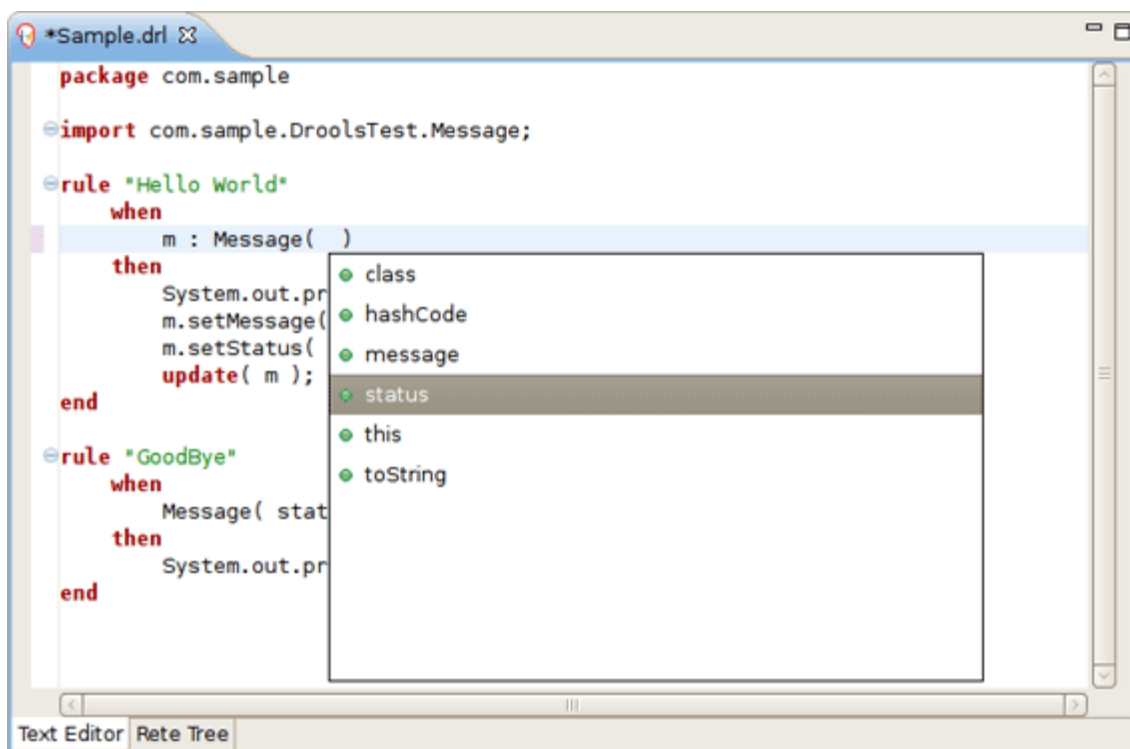 *Sample.drl
package com.sample
import com.sample.DroolsTest.Message;
rule "Hello World"
when
m : Message(  )
then
System.out.pr
m.setMessage(
m.setStatus(
update( m );
end
class
hashCode
message
status
this
toString
rule "GoodBye"
when
Message( stat
then
System.out.pr
end
Text Editor
Rete Tree